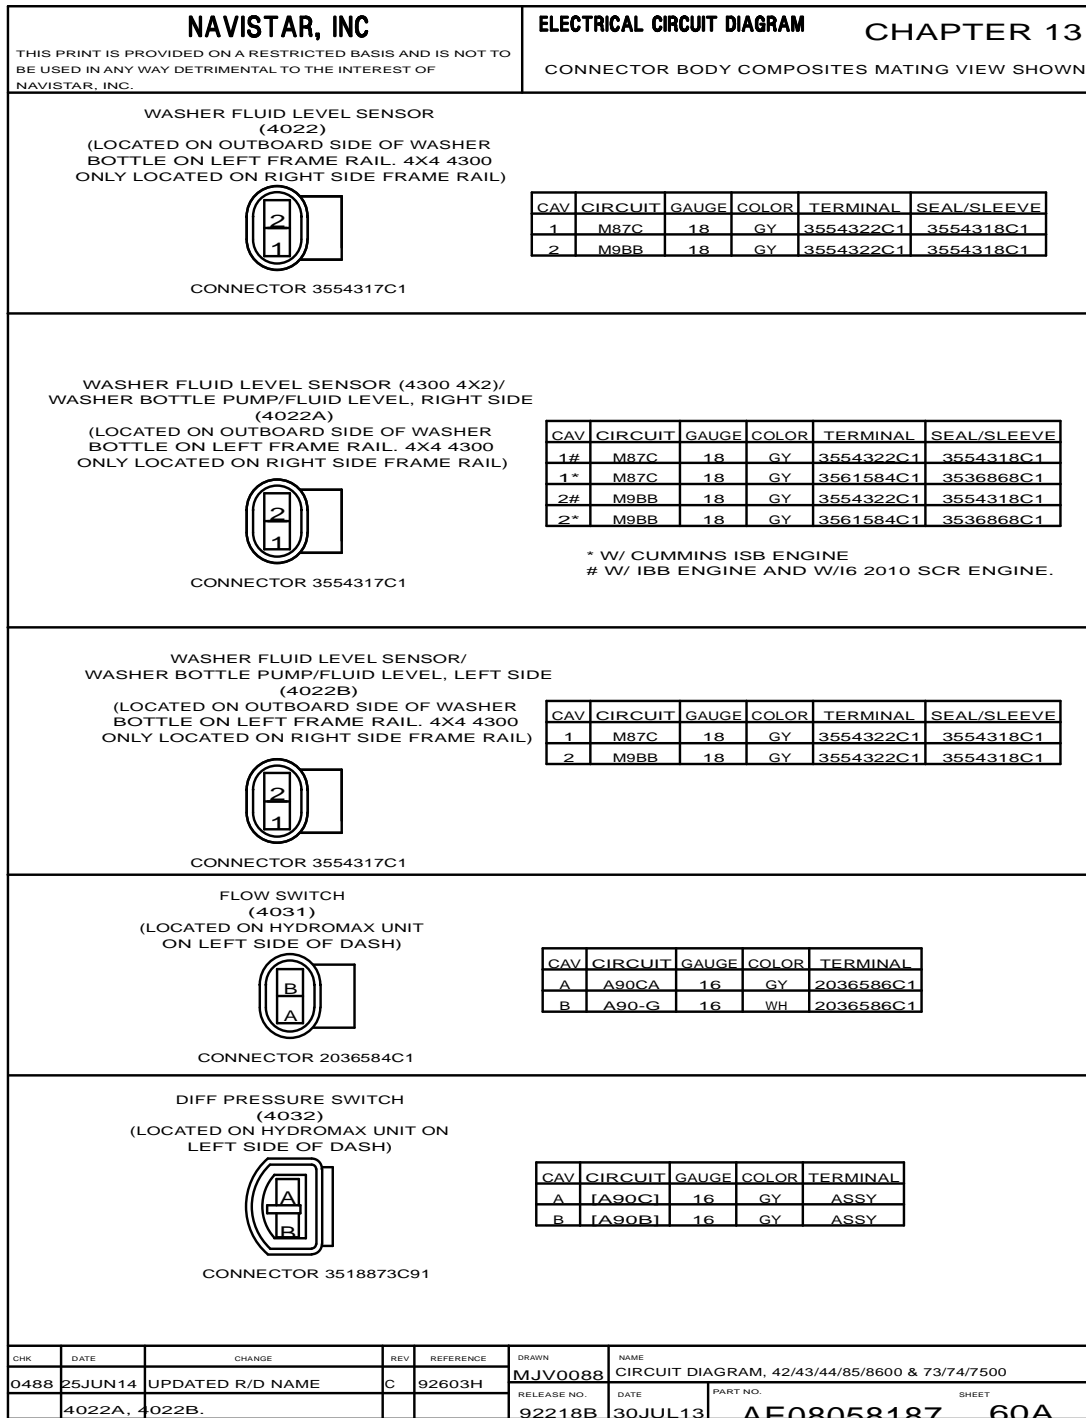 NAVISTAR, INC
THIS PRINT IS PROVIDED ON A RESTRICTED BASIS AND IS NOT TO
BE USED IN ANY WAY DETRIMENTAL TO THE INTEREST OF
NAVISTAR, INC.
ELECTRICAL CIRCUIT DIAGRAM CHAPTER 13
CONNECTOR BODY COMPOSITES MATING VIEW SHOWN
WASHER FLUID LEVEL SENSOR
(4022)
(LOCATED ON OUTBOARD SIDE OF WASHER
BOTTLE ON LEFT FRAME RAIL. 4X4 4300
ONLY LOCATED ON RIGHT SIDE FRAME RAIL)
2
1
CONNECTOR 3554317C1
CAV CIRCUIT GAUGE COLOR TERMINAL SEAL/SLEEVE
1 M87C 18 GY 3554322C1 3554318C1
2 M9BB 18 GY 3554322C1 3554318C1
WASHER FLUID LEVEL SENSOR (4300 4X2)/
WASHER BOTTLE PUMP/FLUID LEVEL, RIGHT SIDE
(4022A)
(LOCATED ON OUTBOARD SIDE OF WASHER
BOTTLE ON LEFT FRAME RAIL. 4X4 4300
ONLY LOCATED ON RIGHT SIDE FRAME RAIL)
2
1
CONNECTOR 3554317C1
CAV CIRCUIT GAUGE COLOR TERMINAL SEAL/SLEEVE
1# M87C 18 GY 3554322C1 3554318C1
1* M87C 18 GY 3561584C1 3536868C1
2# M9BB 18 GY 3554322C1 3554318C1
2* M9BB 18 GY 3561584C1 3536868C1
* W/ CUMMINS ISB ENGINE
# W/ IBB ENGINE AND W/I6 2010 SCR ENGINE.
WASHER FLUID LEVEL SENSOR/
WASHER BOTTLE PUMP/FLUID LEVEL, LEFT SIDE
(4022B)
(LOCATED ON OUTBOARD SIDE OF WASHER
BOTTLE ON LEFT FRAME RAIL. 4X4 4300
ONLY LOCATED ON RIGHT SIDE FRAME RAIL)
2
1
CONNECTOR 3554317C1
CAV CIRCUIT GAUGE COLOR TERMINAL SEAL/SLEEVE
1 M87C 18 GY 3554322C1 3554318C1
2 M9BB 18 GY 3554322C1 3554318C1
FLOW SWITCH
(4031)
(LOCATED ON HYDROMAX UNIT
ON LEFT SIDE OF DASH)
B
A
CONNECTOR 2036584C1
CAV CIRCUIT GAUGE COLOR TERMINAL
A A90CA 16 GY 2036586C1
B A90-G 16 WH 2036586C1
DIFF PRESSURE SWITCH
(4032)
(LOCATED ON HYDROMAX UNIT ON
LEFT SIDE OF DASH)
A
B
CONNECTOR 3518873C91
CAV CIRCUIT GAUGE COLOR TERMINAL
A [A90C] 16 GY ASSY
B [A90B] 16 GY ASSY
CHK DATE CHANGE REV REFERENCE
0488 25JUN14 UPDATED R/D NAME C 92603H
4022A, 4022B.
DRAWN MJV0088
NAME CIRCUIT DIAGRAM, 42/43/44/85/8600 & 73/74/7500
RELEASE NO. DATE PART NO. SHEET
92218B 30JUL13 AE08058187 60A